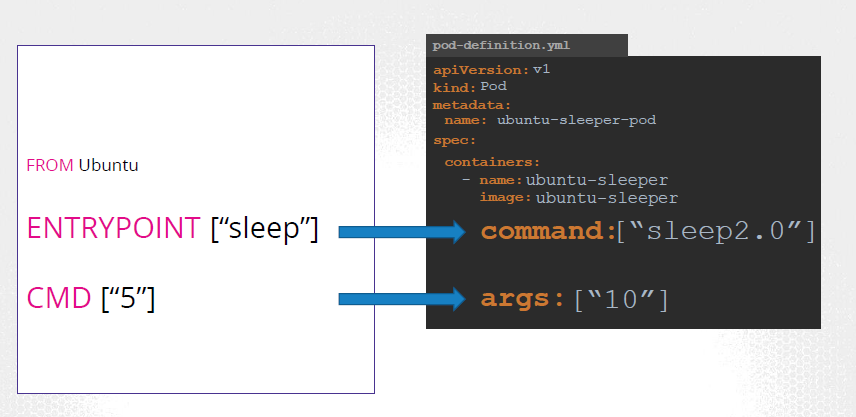 FROM Ubuntu
ENTRYPOINT [“sleep”]
CMD [“5”]
pod-definition.yml
apiVersion: v1
kind: Pod
metadata:
name: ubuntu-sleeper-pod
spec:
containers:
- name: ubuntu-sleeper
image: ubuntu-sleeper
command:[“sleep2.0”]
args: [“10”]